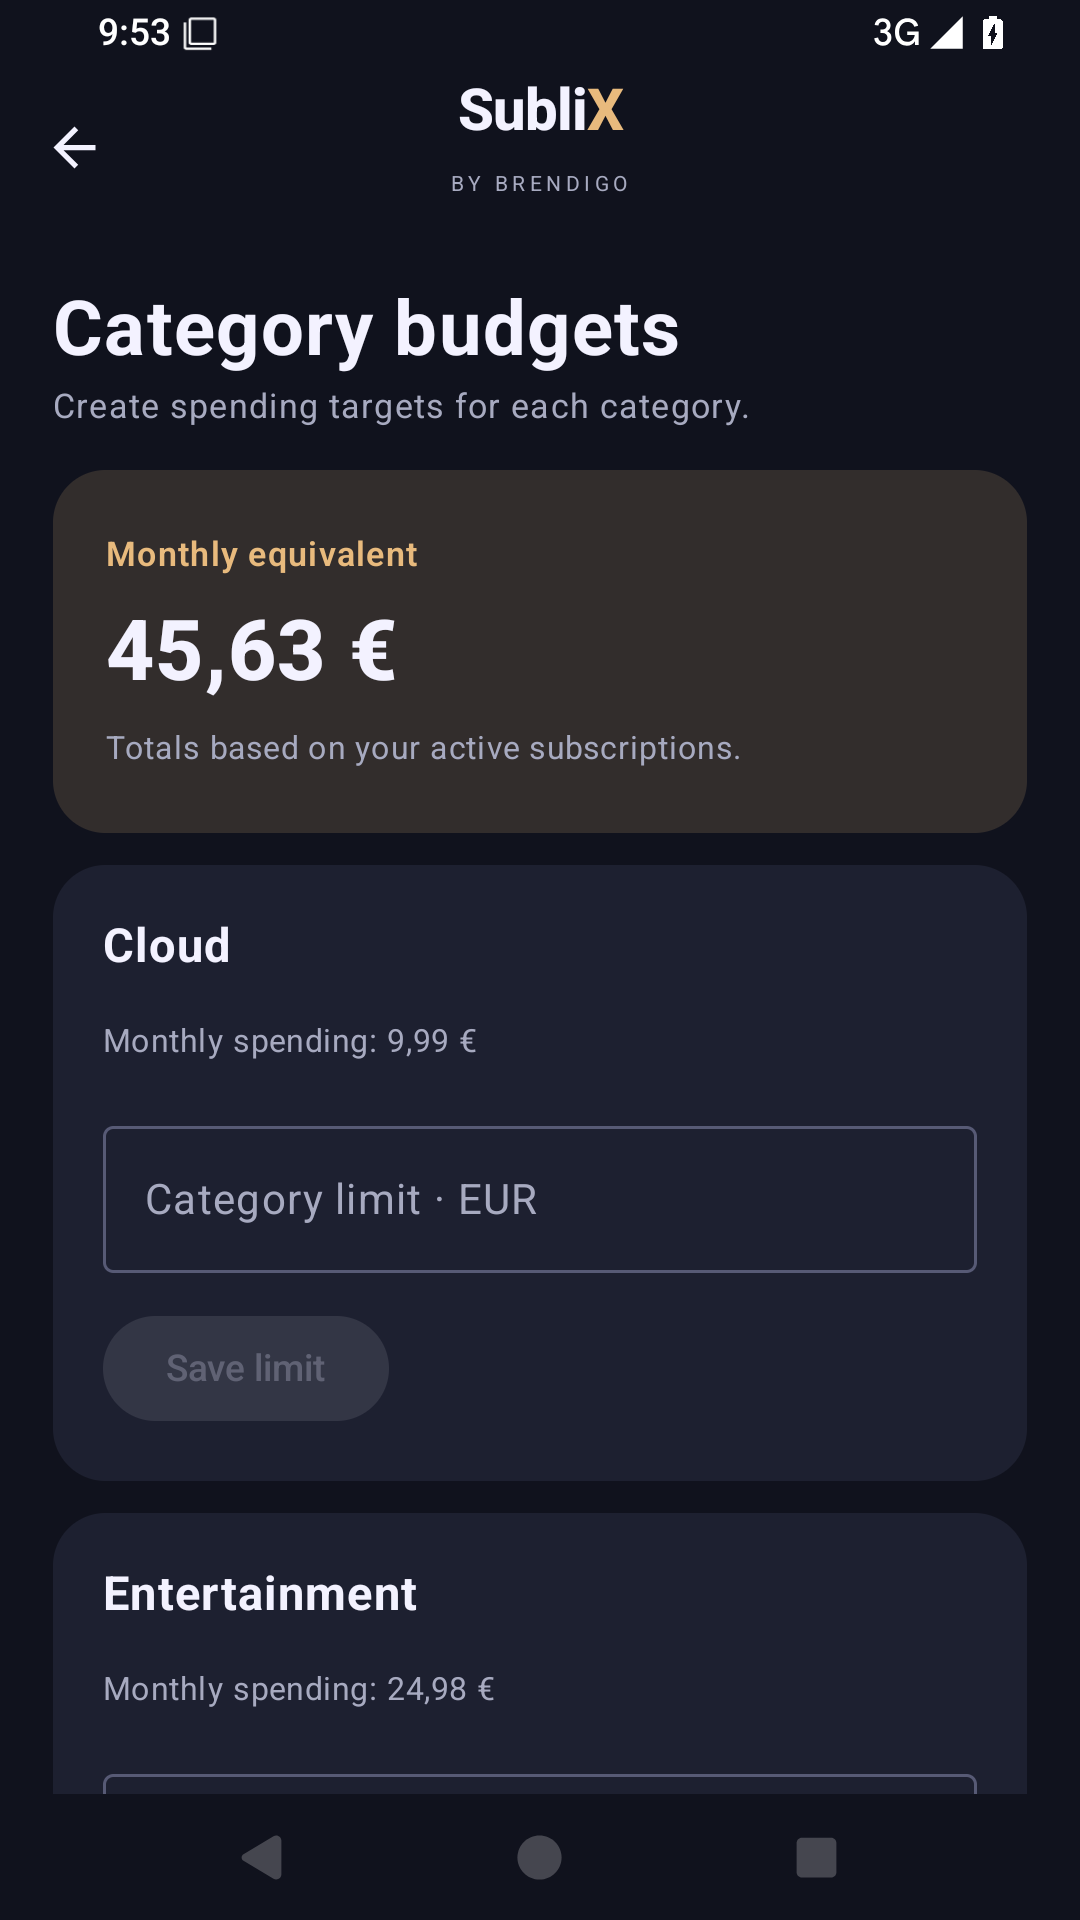 9:53
3G
SubliX
BY BRENDIGO
Category budgets
Create spending targets for each category.
Monthly equivalent
45,63 €
Totals based on your active subscriptions.
Cloud
Monthly spending: 9,99 €
Category limit · EUR
Save limit
Entertainment
Monthly spending: 24,98 €